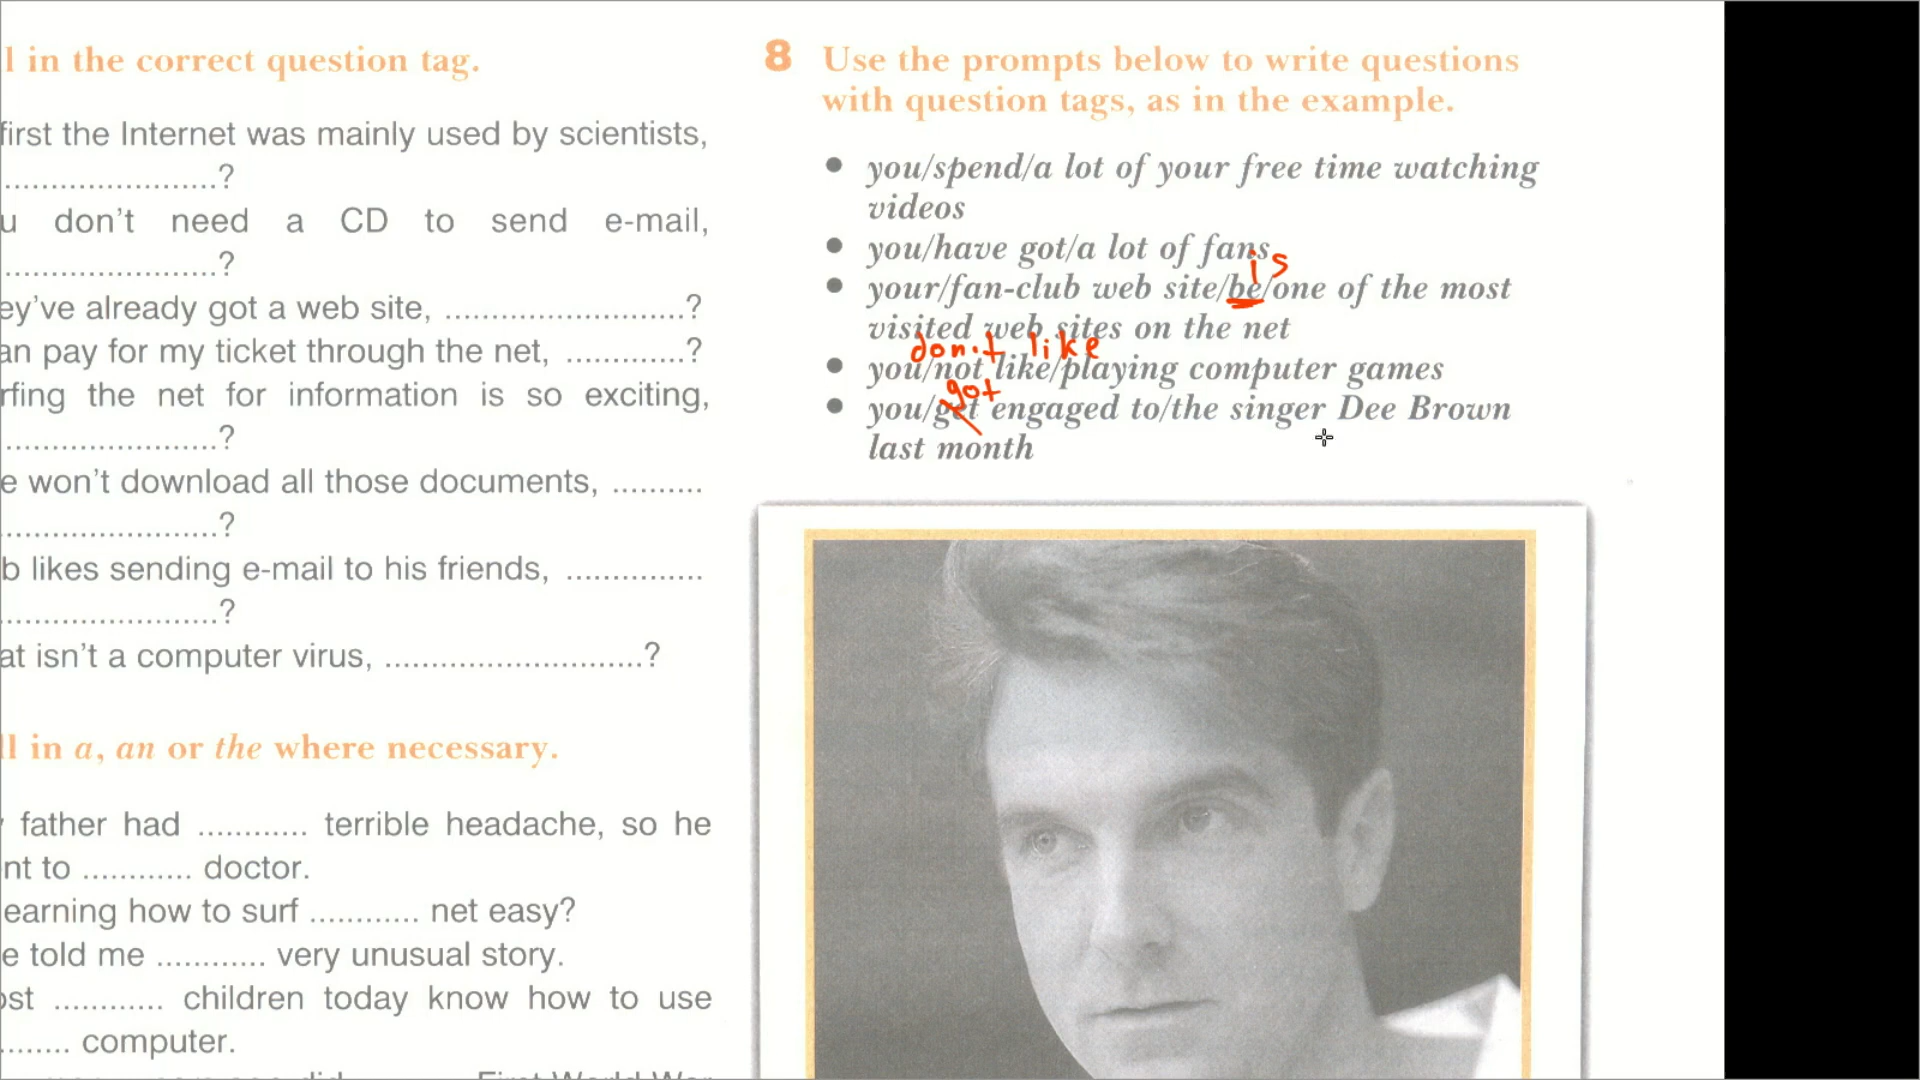 l in the correct question tag.
first the Internet was mainly used by scientists,
........................?
u don't need a CD to send e-mail,
........................?
ey've already got a web site, ...........................?
an pay for my ticket through the net, .............?
rfing the net for information is so exciting,
........................?
e won't download all those documents, ..........
........................?
b likes sending e-mail to his friends, ...............
........................?
at isn't a computer virus, .............................?
ll in a, an or the where necessary.
father had ............ terrible headache, so he
nt to ............ doctor.
earning how to surf ............ net easy?
e told me ............ very unusual story.
ost ............ children today know how to use
........ computer.
8 Use the prompts below to write questions
with question tags, as in the example.
• you/spend/a lot of your free time watching
videos
• you/have got/a lot of fans
is
• your/fan-club web site/be/one of the most
visited web sites on the net
don't like
• you/not like/playing computer games
got
• you/get engaged to/the singer Dee Brown
last month